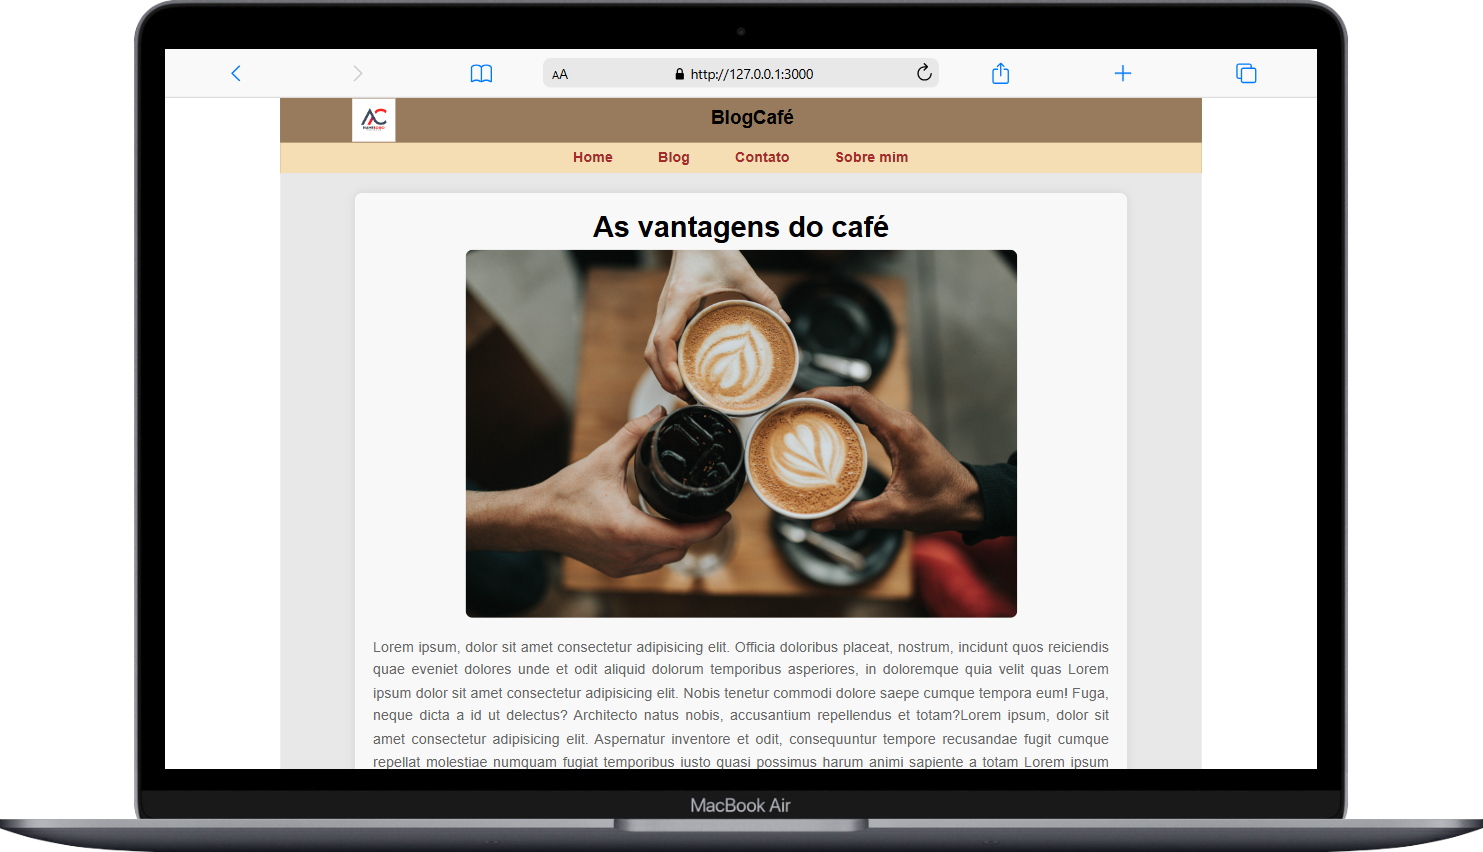 AA
http://127.0.0.1:3000
AC
BlogCafé
Home Blog Contato Sobre mim
As vantagens do café
Lorem ipsum, dolor sit amet consectetur adipisicing elit. Officia doloribus placeat, nostrum, incidunt quos reiciendis
quae eveniet dolores unde et odit aliquid dolorum temporibus asperiores, in doloremque quia velit quas Lorem
ipsum dolor sit amet consectetur adipisicing elit. Nobis tenetur commodi dolore saepe cumque tempora eum! Fuga,
neque dicta a id ut delectus? Architecto natus nobis, accusantium repellendus et totam?Lorem ipsum, dolor sit
amet consectetur adipisicing elit. Aspernatur inventore et odit, consequuntur tempore recusandae fugit cumque
repellat molestiae numquam fugiat temporibus iusto quasi possimus harum animi sapiente a totam Lorem ipsum
MacBook Air